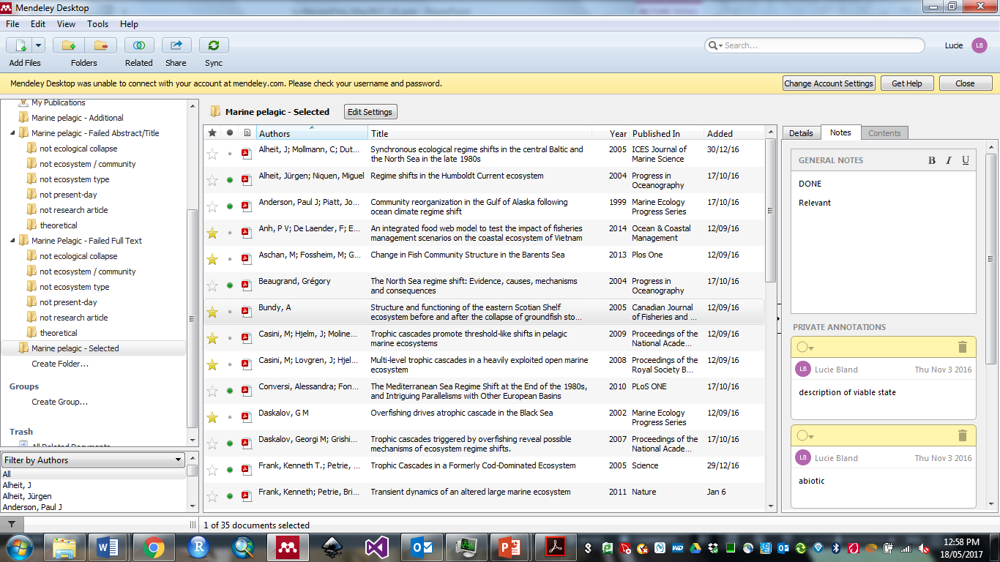 Mendeley Desktop
File Edit View Tools Help
Search...
Lucie LB
Add Files Folders Related Share Sync
Mendeley Desktop was unable to connect with your account at mendeley.com. Please check your username and password.
Change Account Settings Get Help Close
My Publications
Marine pelagic - Additional
Marine pelagic - Failed Abstract/Title
not ecological collapse
not ecosystem / community
not ecosystem type
not present-day
not research article
theoretical
Marine Pelagic - Failed Full Text
not ecological collapse
not ecosystem / community
not ecosystem type
not present-day
not research article
theoretical
Marine pelagic - Selected
Create Folder...
Groups
Create Group...
Trash
All Deleted Documents
Filter by Authors
All
Alheit, J
Alheit, Jürgen
Anderson, Paul J
Marine pelagic - Selected Edit Settings
Authors Title Year Published In Added
Alheit, J; Mollmann, C; Dut... Synchronous ecological regime shifts in the central Baltic and 2005 ICES Journal of 30/12/16
the North Sea in the late 1980s Marine Science
Alheit, Jürgen; Niquen, Miguel Regime shifts in the Humboldt Current ecosystem 2004 Progress in 17/10/16
Oceanography
Anderson, Paul J; Piatt, Jo... Community reorganization in the Gulf of Alaska following 1999 Marine Ecology 17/10/16
ocean climate regime shift Progress Series
Anh, P V; De Laender, F; E... An integrated food web model to test the impact of fisheries 2014 Ocean & Coastal 12/09/16
management scenarios on the coastal ecosystem of Vietnam Management
Aschan, M; Fossheim, M; G... Change in Fish Community Structure in the Barents Sea 2013 Plos One 12/09/16
Beaugrand, Grégory The North Sea regime shift: Evidence, causes, mechanisms 2004 Progress in 17/10/16
and consequences Oceanography
Bundy, A Structure and functioning of the eastern Scotian Shelf 2005 Canadian Journal 12/09/16
ecosystem before and after the collapse of groundfish sto... of Fisheries and ...
Casini, M; Hjelm, J; Moline... Trophic cascades promote threshold-like shifts in pelagic 2009 Proceedings of the 12/09/16
marine ecosystems National Acade...
Casini, M; Lovgren, J; Hjel... Multi-level trophic cascades in a heavily exploited open marine 2008 Proceedings of the 12/09/16
ecosystem Royal Society B...
Conversi, Alessandra; Fon... The Mediterranean Sea Regime Shift at the End of the 1980s, 2010 PLoS ONE 17/10/16
and Intriguing Parallelisms with Other European Basins
Daskalov, G M Overfishing drives atrophic cascade in the Black Sea 2002 Marine Ecology 12/09/16
Progress Series
Daskalov, Georgi M; Grishi... Trophic cascades triggered by overfishing reveal possible 2007 Proceedings of the 17/10/16
mechanisms of ecosystem regime shifts. National Acade...
Frank, Kenneth T.; Petrie, ... Trophic Cascades in a Formerly Cod-Dominated Ecosystem 2005 Science 29/12/16
Frank, Kenneth; Petrie, Bri... Transient dynamics of an altered large marine ecosystem 2011 Nature Jan 6
1 of 35 documents selected
Details Notes Contents
GENERAL NOTES B I U
DONE
Relevant
PRIVATE ANNOTATIONS
LB Lucie Bland Thu Nov 3 2016
description of viable state
LB Lucie Bland Thu Nov 3 2016
abiotic
12:58 PM
18/05/2017